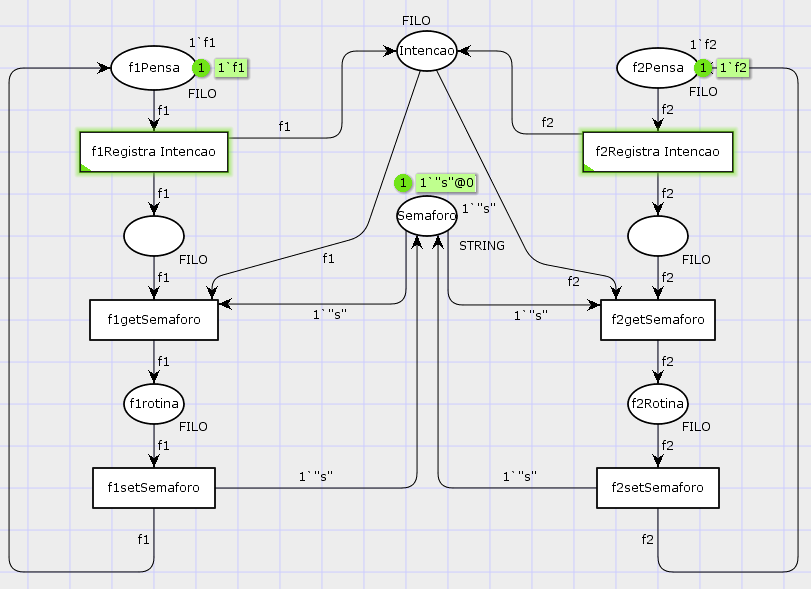 FILO
1`f1
1`f2
f1Pensa
1
1`f1
Intencao
f2Pensa
1
1`f2
FILO
FILO
f1
f1
f2
f2
f1Registra Intencao
f2Registra Intencao
1
1`"s"@0
f1
f2
Semaforo
1`"s"
STRING
FILO
FILO
f1
f1
f2
f2
1`"s"
1`"s"
f1getSemaforo
f2getSemaforo
f1
f2
f1rotina
f2Rotina
FILO
FILO
f1
f2
1`"s"
1`"s"
f1setSemaforo
f2setSemaforo
f1
f2